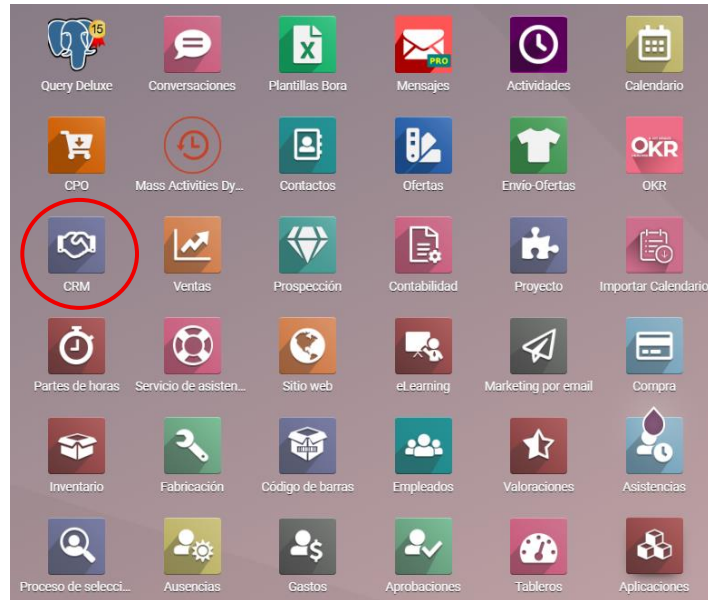 15
Query Deluxe
Conversaciones
X
Plantillas Bora
PRO
Mensajes
Actividades
Calendario
CPO
Mass Activities Dy...
Contactos
Ofertas
Envío-Ofertas
OKR
OKR
CRM
Ventas
Prospección
Contabilidad
Proyecto
Importar Calendario
Partes de horas
Servicio de asisten...
Sitio web
eLearning
Marketing por email
Compra
Inventario
Fabricación
Código de barras
Empleados
Valoraciones
Asistencias
Proceso de selecci...
Ausencias
$
Gastos
Aprobaciones
Tableros
Aplicaciones